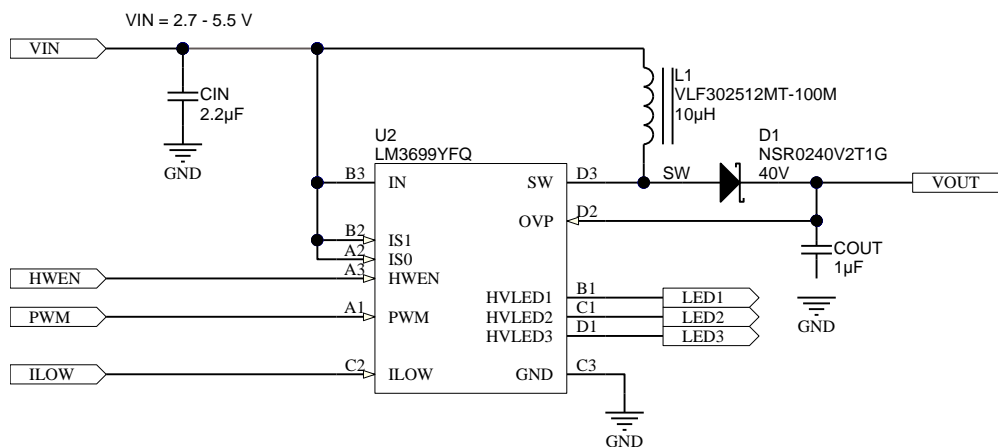 VIN = 2.7 - 5.5 V
VIN
CIN
2.2µF
GND
L1
VLF302512MT-100M
10µH
U2
LM3699YFQ
D1
NSR0240V2T1G
40V
B3 IN SW D3 SW
VOUT
OVP D2
B2 IS1
A2 IS0
A3 HWEN
HWEN
COUT
1µF
GND
HVLED1 B1 LED1
PWM A1 PWM HVLED2 C1 LED2
HVLED3 D1 LED3
ILOW C2 ILOW GND C3
GND